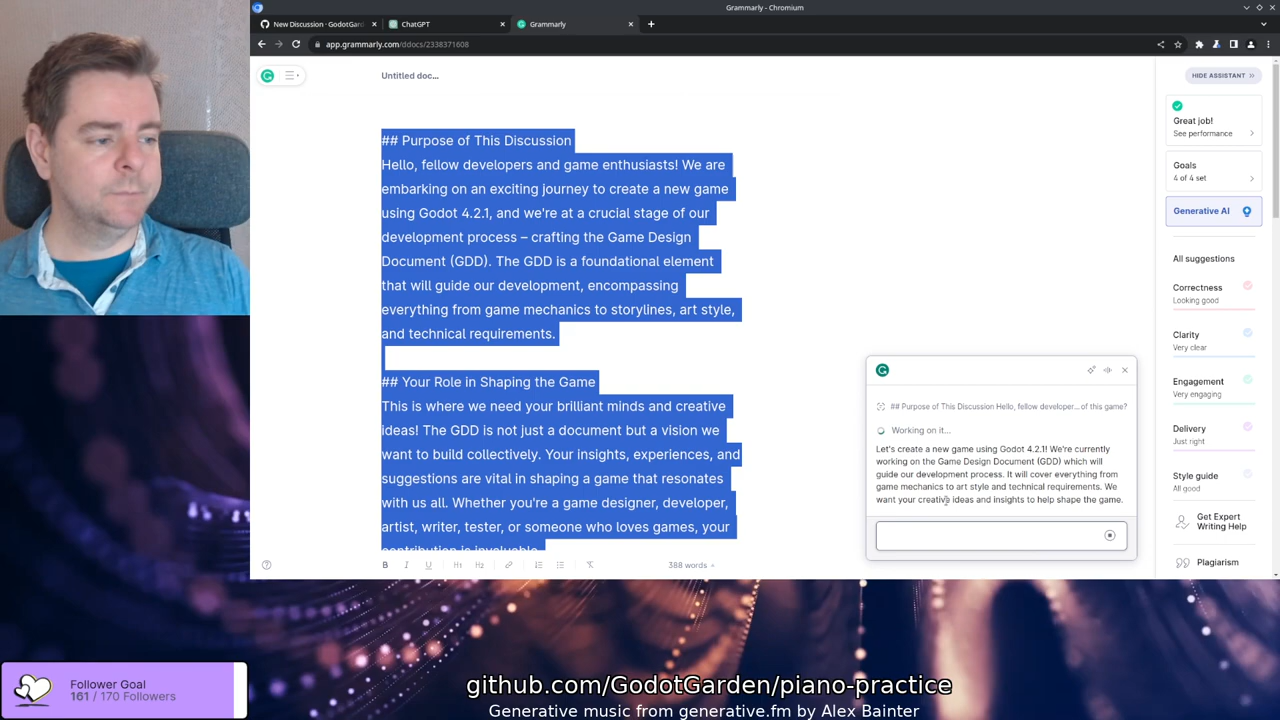 Grammarly - Chromium
New Discussion · GodotGard
ChatGPT
Grammarly
app.grammarly.com/ddocs/2338371608
Untitled doc...
HIDE ASSISTANT
## Purpose of This Discussion
Hello, fellow developers and game enthusiasts! We are
embarking on an exciting journey to create a new game
using Godot 4.2.1, and we're at a crucial stage of our
development process – crafting the Game Design
Document (GDD). The GDD is a foundational element
that will guide our development, encompassing
everything from game mechanics to storylines, art style,
and technical requirements.
## Your Role in Shaping the Game
This is where we need your brilliant minds and creative
ideas! The GDD is not just a document but a vision we
want to build collectively. Your insights, experiences, and
suggestions are vital in shaping a game that resonates
with us all. Whether you're a game designer, developer,
artist, writer, tester, or someone who loves games, your
contribution is invaluable.
B I U H1 H2
388 words
Great job!
See performance
Goals
4 of 4 set
Generative AI
All suggestions
Correctness
Looking good
Clarity
Very clear
Engagement
Very engaging
Delivery
Just right
Style guide
All good
Get Expert
Writing Help
Plagiarism
## Purpose of This Discussion Hello, fellow developer... of this game?
Working on it...
Let's create a new game using Godot 4.2.1! We're currently
working on the Game Design Document (GDD) which will
guide our development process. It will cover everything from
game mechanics to art style and technical requirements. We
want your creative ideas and insights to help shape the game.
Follower Goal
161 / 170 Followers
github.com/GodotGarden/piano-practice
Generative music from generative.fm by Alex Bainter